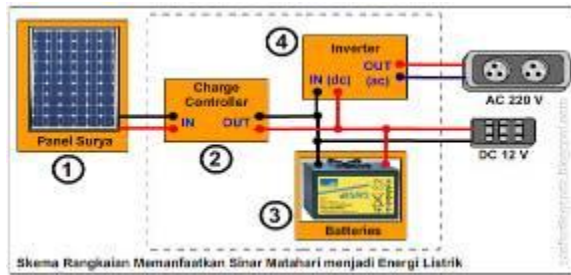 4
Inverter
OUT
IN (dc) (ac)
AC 220 V
Charge
Controller
IN OUT
Panel Surya
1
2
DC 12 V
3
Batteries
Skema Rangkaian Memanfaatkan Sinar Matahari menjadi Energi Listrik